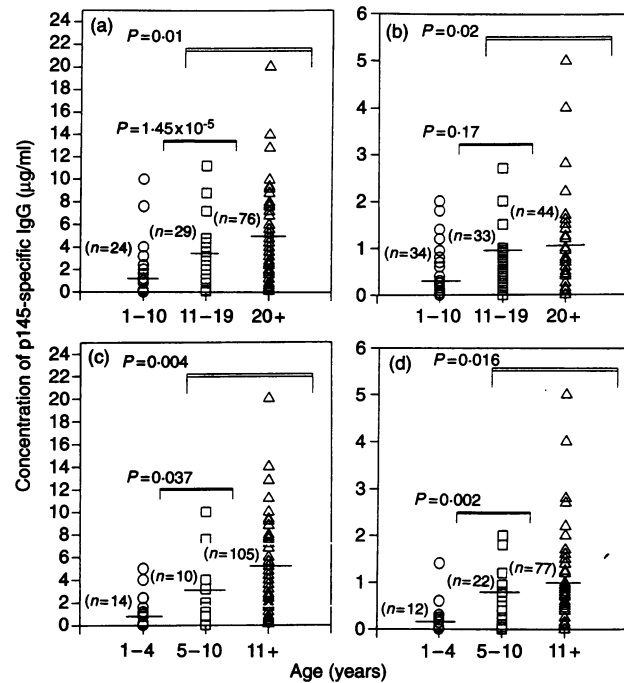 Concentration of p145-specific IgG (μg/ml)
(a)
P=0·01
P=1·45x10-5
(n=24)
(n=29)
(n=76)
24
22
20
18
16
14
12
10
8
6
4
2
0
1–10 11–19 20+
(b)
P=0·02
P=0·17
(n=34)
(n=33)
(n=44)
6
5
4
3
2
1
0
1–10 11–19 20+
(c)
P=0·004
P=0·037
(n=14)
(n=10)
(n=105)
24
22
20
18
16
14
12
10
8
6
4
2
0
1–4 5–10 11+
(d)
P=0·016
P=0·002
(n=12)
(n=22)
(n=77)
6
5
4
3
2
1
0
1–4 5–10 11+
Age (years)